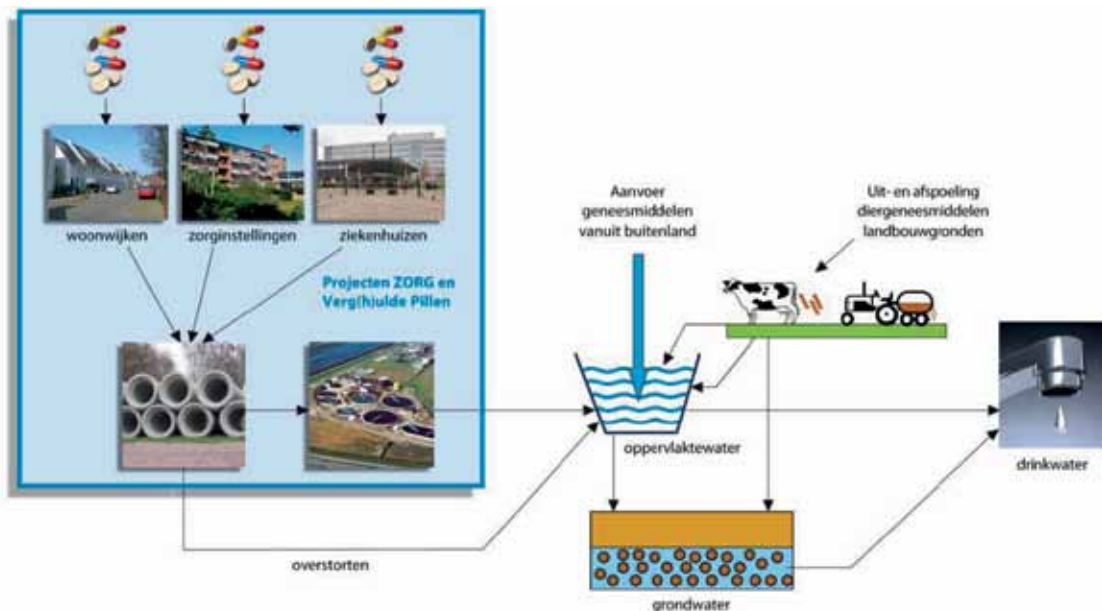 woonwijken
zorginstellingen
ziekenhuizen
Projecten ZORG en
Verg(h)ulde Pillen
Aanvoer
geneesmiddelen
vanuit buitenland
Uit- en afspoeling
diergeneesmiddelen
landbouwgronden
oppervlaktewater
drinkwater
overstorten
grondwater